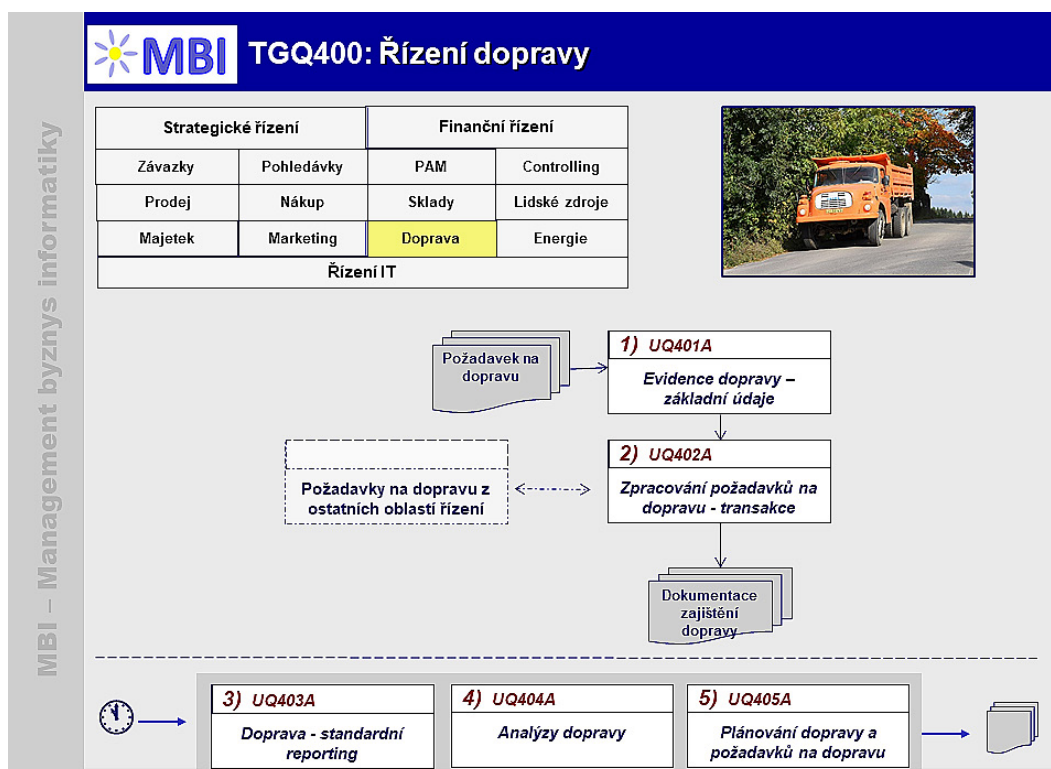 MBI TGQ400: Řízení dopravy
MBI – Management byznys informatiky
Strategické řízení Finanční řízení
Závazky Pohledávky PAM Controlling
Prodej Nákup Sklady Lidské zdroje
Majetek Marketing Doprava Energie
Řízení IT
Požadavek na
dopravu
1) UQ401A
Evidence dopravy –
základní údaje
2) UQ402A
Zpracování požadavků na
dopravu - transakce
Požadavky na dopravu z
ostatních oblastí řízení
Dokumentace
zajištění
dopravy
3) UQ403A
Doprava - standardní
reporting
4) UQ404A
Analýzy dopravy
5) UQ405A
Plánování dopravy a
požadavků na dopravu